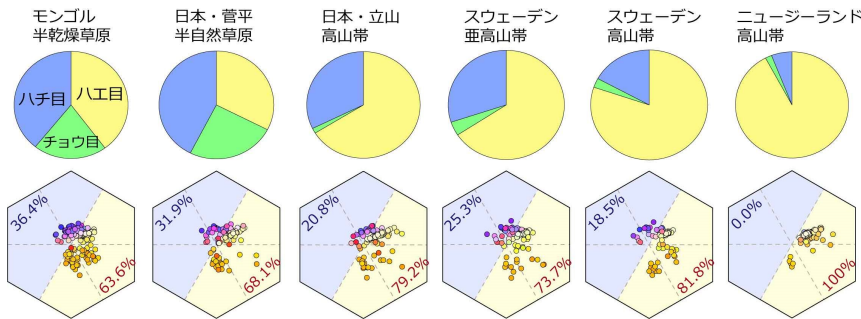 モンゴル
半乾燥草原
日本・菅平
半自然草原
日本・立山
高山帯
スウェーデン
亜高山帯
スウェーデン
高山帯
ニュージーランド
高山帯
ハチ目
ハエ目
チョウ目
36.4%
63.6%
31.9%
68.1%
20.8%
79.2%
25.3%
73.7%
18.5%
81.8%
0.0%
100%